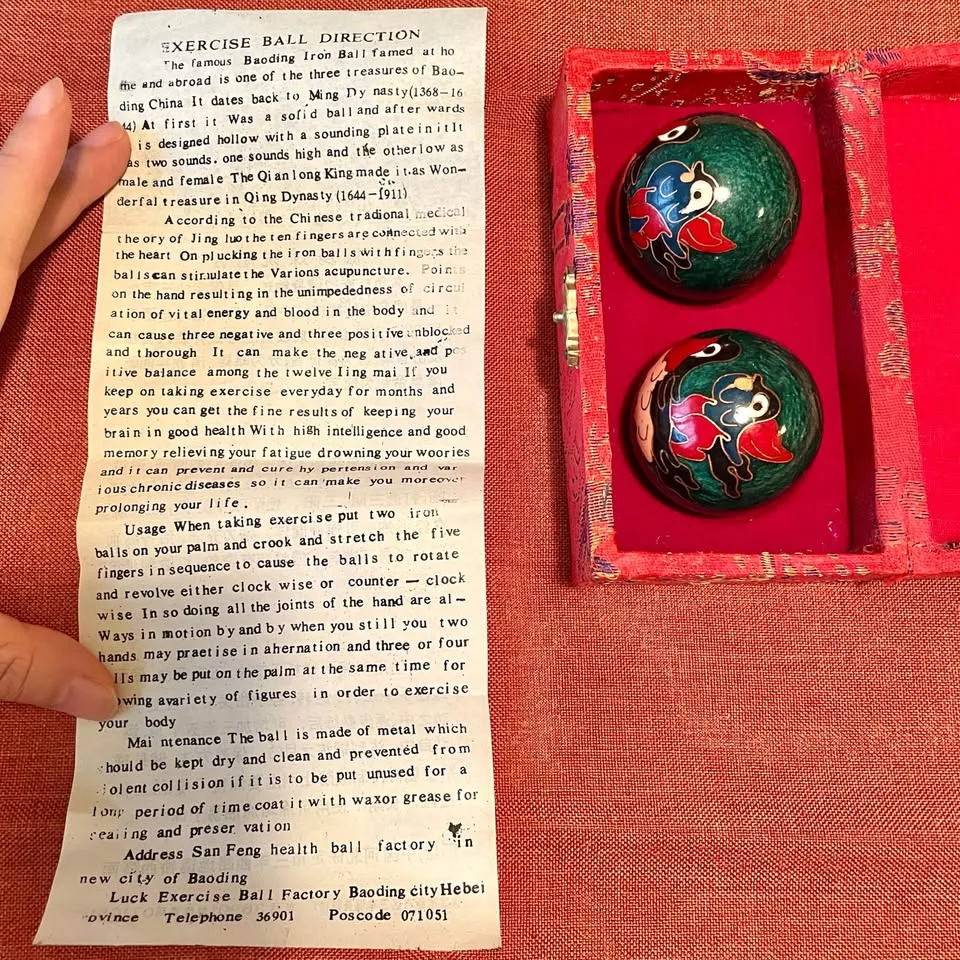 EXERCISE BALL DIRECTION
The famous Baoding Iron Ball famed at ho
me and abroad is one of the three treasures of Bao-
ding China It dates back to Ming Dy nasty(1368-16
44) At first it Was a solid ball and after wards
is designed hollow with a sounding plate in it It
as two sounds. one sounds high and the other low as
male and female The Qian long King made it as Won-
derful treasure in Qing Dynasty (1644-1911)
According to the Chinese tradional medical
the ory of Jing luo the ten fingers are connected with
the heart On plucking the iron balls with fingers the
balls can stimulate the Varions acupuncture. Points
on the hand resulting in the unimpededness of circul
ation of vital energy and blood in the body and it
can cause three negative and three positive unblocked
and thorough It can make the neg ative and pos
itive balance among the twelve Iing mai If you
keep on taking exercise everyday for months and
years you can get the fine results of keeping your
brain in good health With high intelligence and good
memory relieving your fatigue drowning your woories
and it can prevent and cure hy pertension and var
ious chronic diseases so it can make you moreover
prolonging your life.
Usage When taking exercise put two iron
balls on your palm and crook and stretch the five
fingers in sequence to cause the balls to rotate
and revolve either clock wise or counter — clock
wise In so doing all the joints of the hand are al-
Ways in motion by and by when you still you two
hands may praetise in ahernation and three or four
lls may be put on the palm at the same time for
owing avariety of figures in order to exercise
your body
Mai ntenance The ball is made of metal which
hould be kept dry and clean and prevented from
iolent collision if it is to be put unused for a
long period of time coat it with waxor grease for
sealing and preser vation
Address San Feng health ball factory in
new city of Baoding
Luck Exercise Ball Factory Baoding city Hebei
ovince Telephone 36901 Poscode 071051